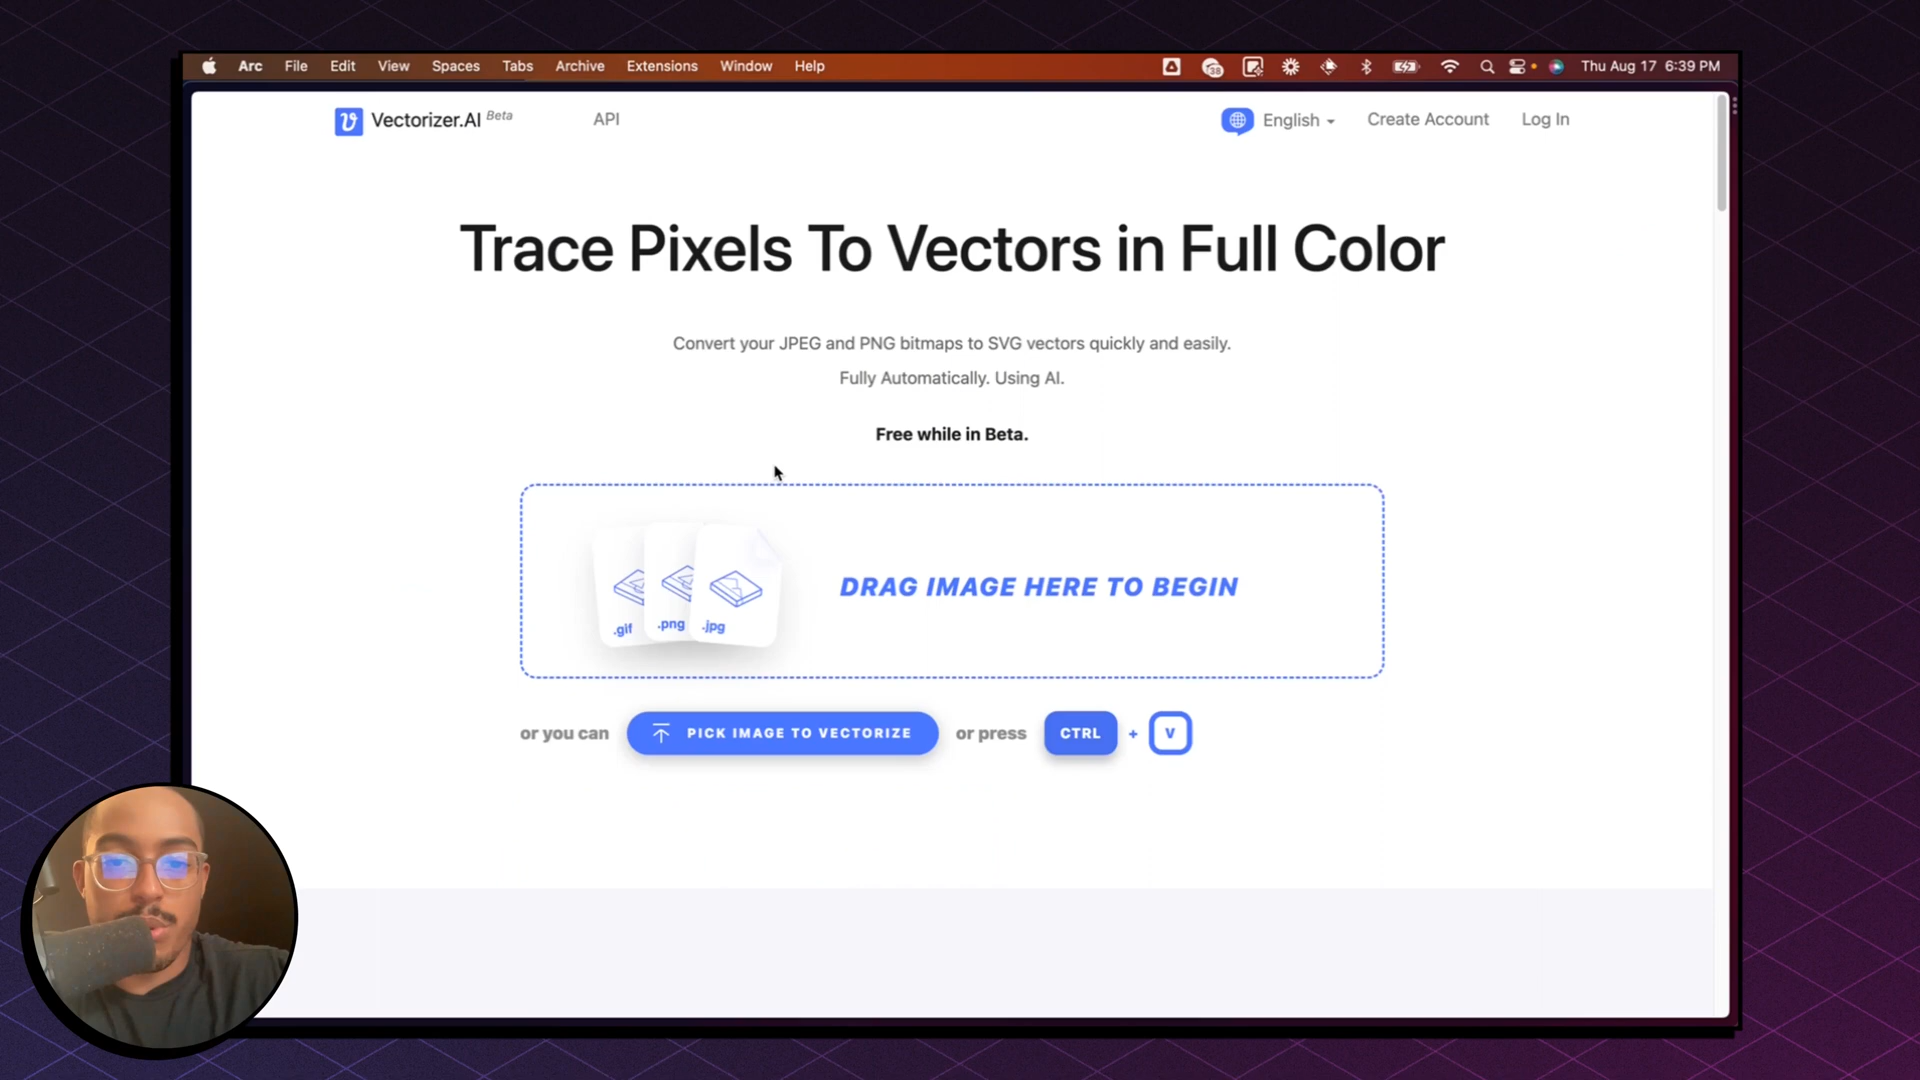 Arc File Edit View Spaces Tabs Archive Extensions Window Help
38
Thu Aug 17 6:39 PM
Vectorizer.AI Beta
API
English
Create Account
Log In
Trace Pixels To Vectors in Full Color
Convert your JPEG and PNG bitmaps to SVG vectors quickly and easily.
Fully Automatically. Using AI.
Free while in Beta.
.gif
.png
.jpg
DRAG IMAGE HERE TO BEGIN
or you can
PICK IMAGE TO VECTORIZE
or press
CTRL + V